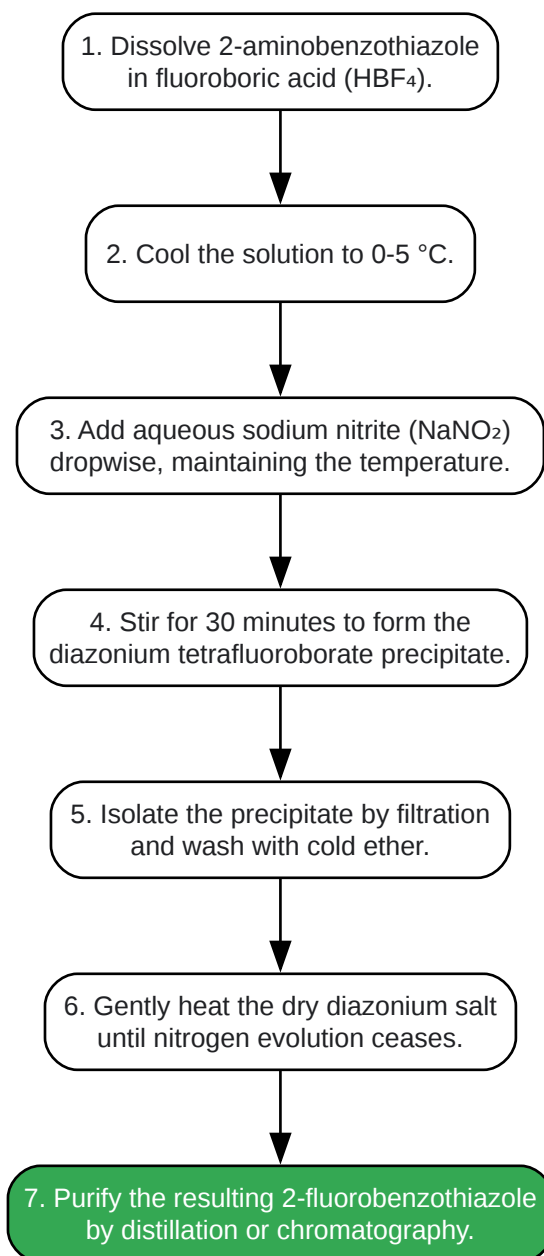 1. Dissolve 2-aminobenzothiazole
in fluoroboric acid (HBF₄).
2. Cool the solution to 0-5 °C.
3. Add aqueous sodium nitrite (NaNO₂)
dropwise, maintaining the temperature.
4. Stir for 30 minutes to form the
diazonium tetrafluoroborate precipitate.
5. Isolate the precipitate by filtration
and wash with cold ether.
6. Gently heat the dry diazonium salt
until nitrogen evolution ceases.
7. Purify the resulting 2-fluorobenzothiazole
by distillation or chromatography.